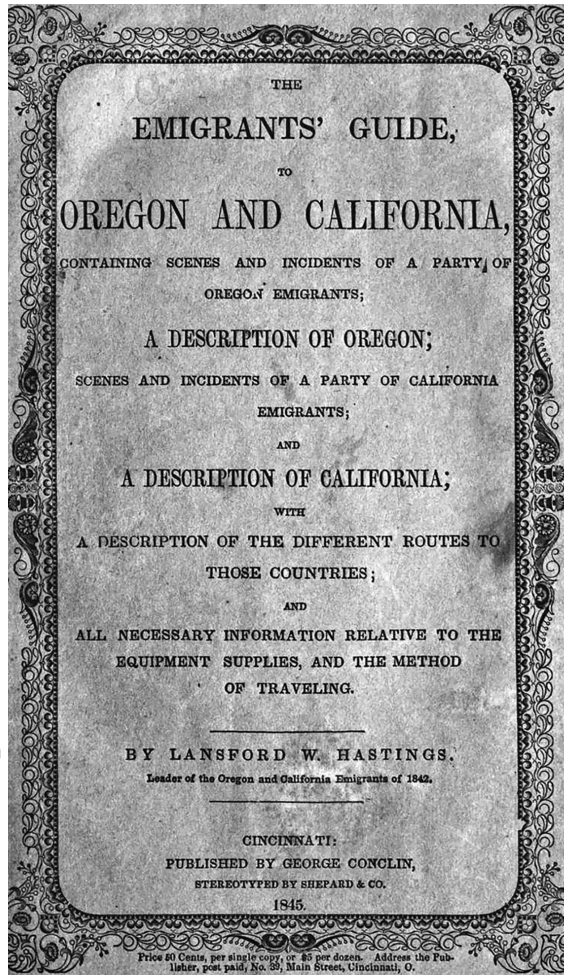 THE
EMIGRANTS' GUIDE,
TO
OREGON AND CALIFORNIA,
CONTAINING SCENES AND INCIDENTS OF A PARTY OF
OREGON EMIGRANTS;
A DESCRIPTION OF OREGON;
SCENES AND INCIDENTS OF A PARTY OF CALIFORNIA
EMIGRANTS;
AND
A DESCRIPTION OF CALIFORNIA;
WITH
A DESCRIPTION OF THE DIFFERENT ROUTES TO
THOSE COUNTRIES;
AND
ALL NECESSARY INFORMATION RELATIVE TO THE
EQUIPMENT SUPPLIES, AND THE METHOD
OF TRAVELING.
BY LANSFORD W. HASTINGS.
Leader of the Oregon and California Emigrants of 1842.
CINCINNATI:
PUBLISHED BY GEORGE CONCLIN,
STEREOTYPED BY SHEPARD & CO.
1845.
Price 50 Cents, per single copy, or $5 per dozen. Address the Pub-
lisher, post paid, No. 39, Main Street, Cincinnati, O.